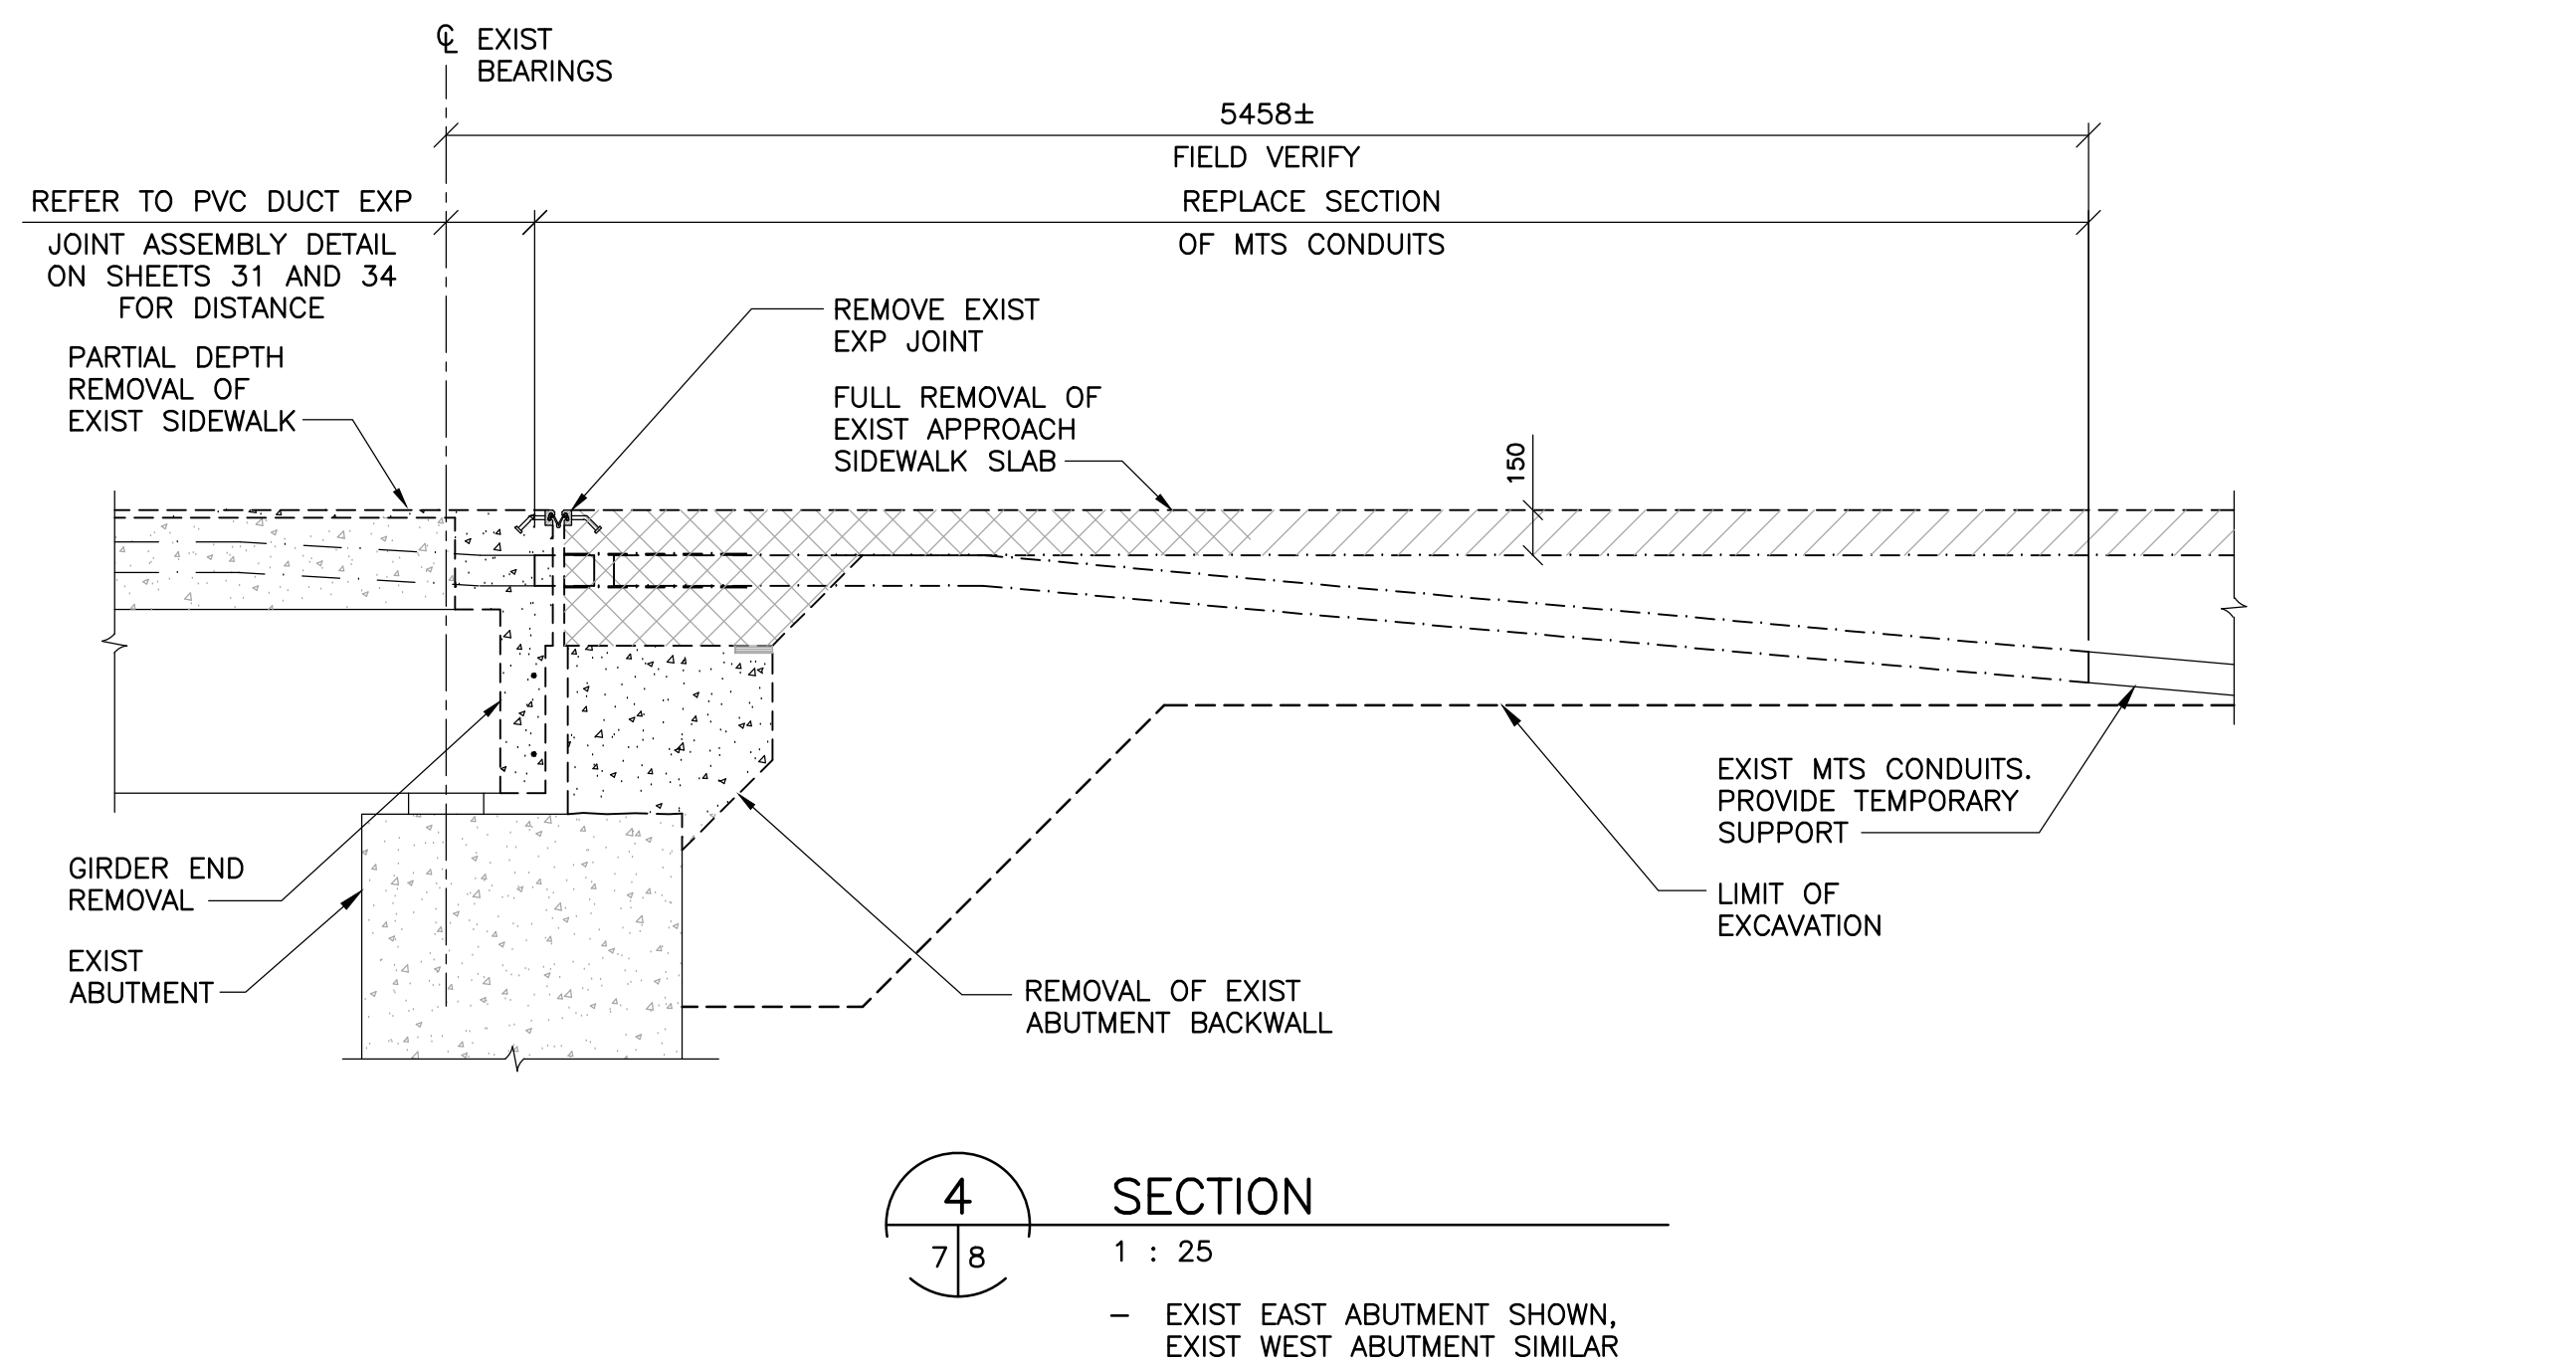 ℄ EXIST
BEARINGS
5458±
FIELD VERIFY
REFER TO PVC DUCT EXP
JOINT ASSEMBLY DETAIL
ON SHEETS 31 AND 34
FOR DISTANCE
REPLACE SECTION
OF MTS CONDUITS
REMOVE EXIST
EXP JOINT
PARTIAL DEPTH
REMOVAL OF
EXIST SIDEWALK
FULL REMOVAL OF
EXIST APPROACH
SIDEWALK SLAB
150
EXIST MTS CONDUITS.
PROVIDE TEMPORARY
SUPPORT
GIRDER END
REMOVAL
LIMIT OF
EXCAVATION
EXIST
ABUTMENT
REMOVAL OF EXIST
ABUTMENT BACKWALL
4
7 8
SECTION
1 : 25
– EXIST EAST ABUTMENT SHOWN,
EXIST WEST ABUTMENT SIMILAR